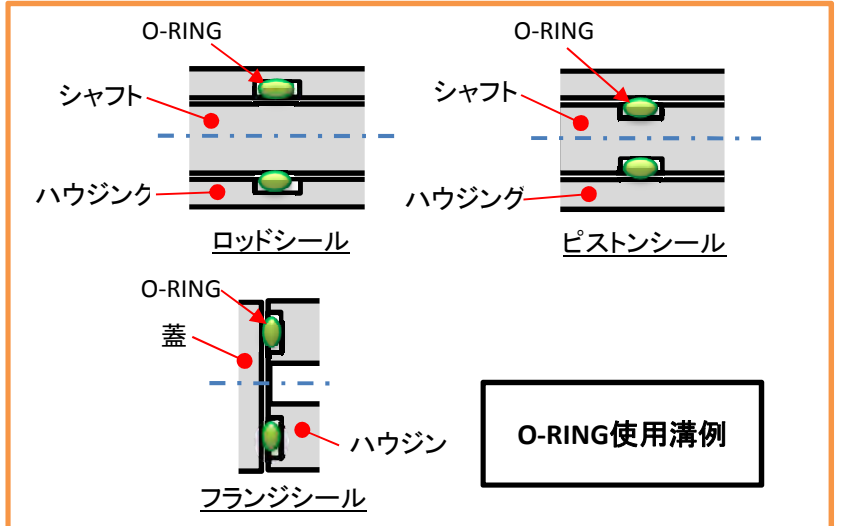 O-RING
シャフト
ハウジング
ロッドシール
O-RING
シャフト
ハウジング
ピストンシール
O-RING
蓋
ハウジン
フランジシール
O-RING使用溝例